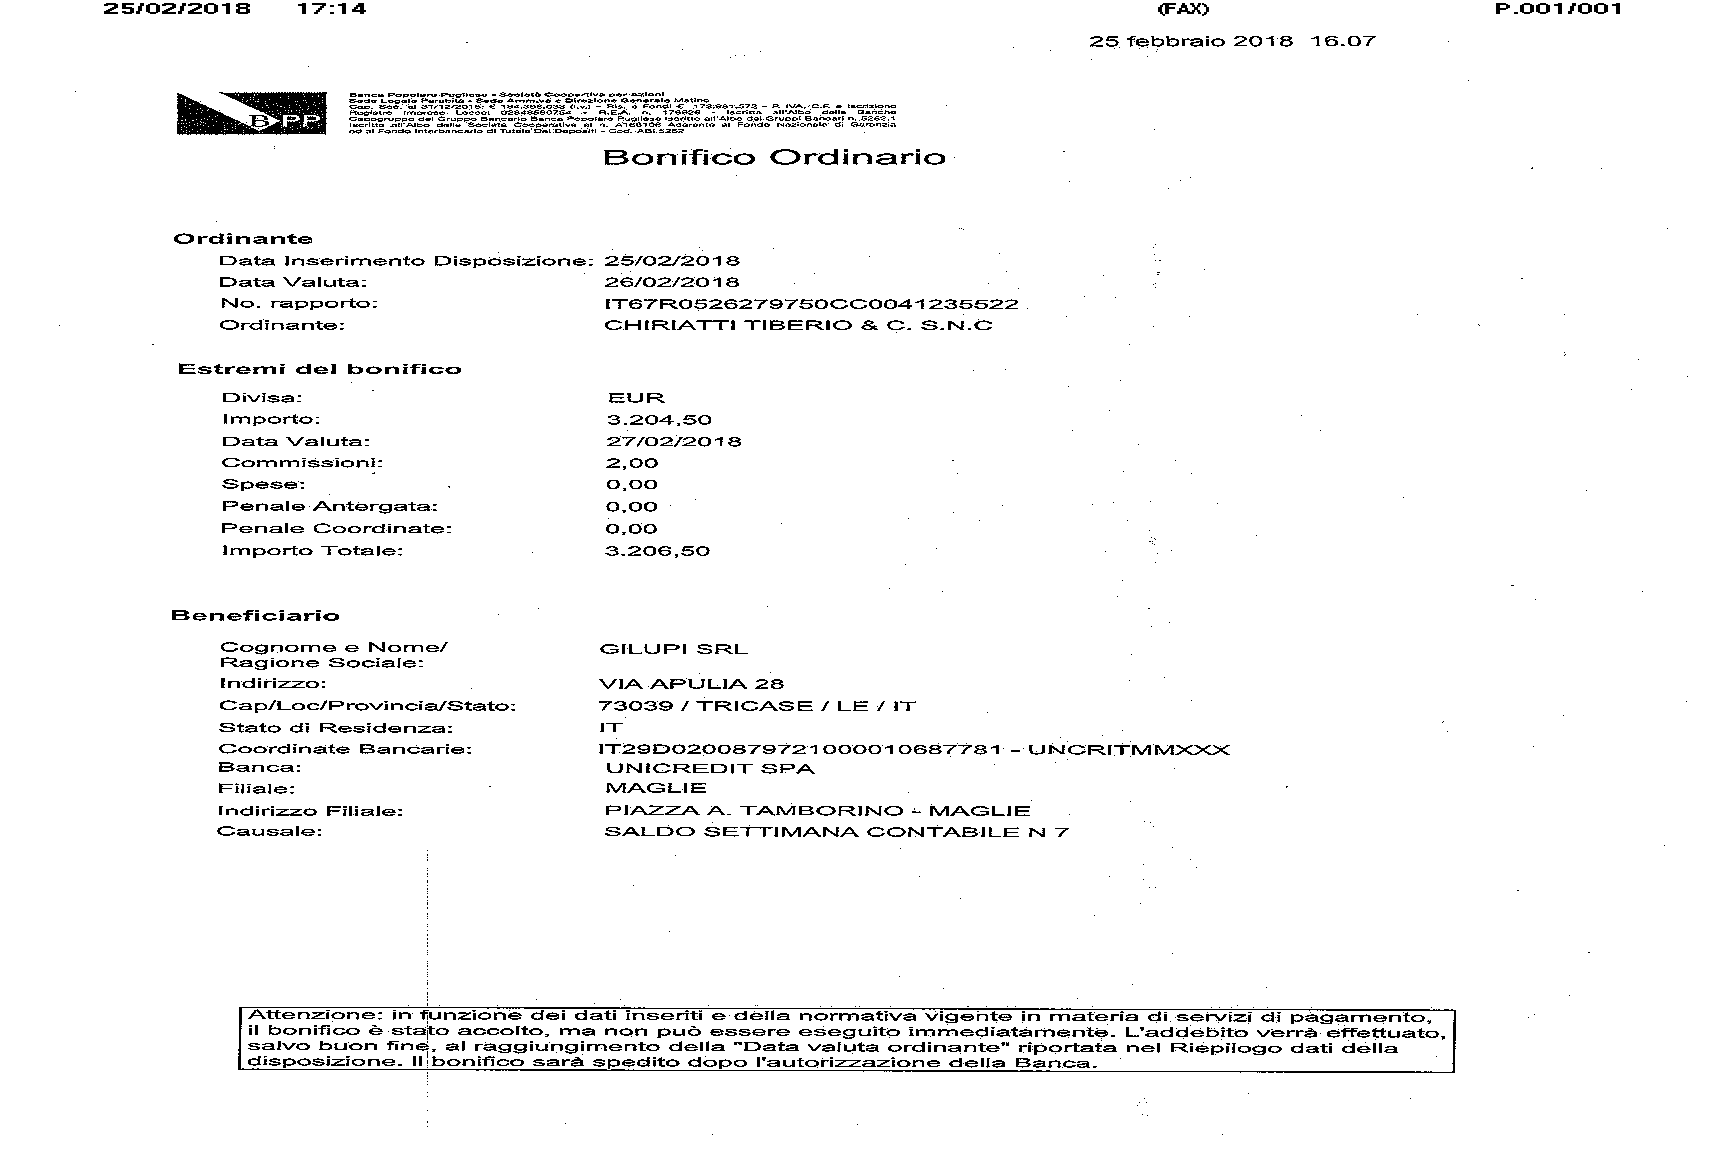 25/02/2018 17:14 (FAX) P.001/001
25 febbraio 2018 16.07
BPP
Banca Popolare Pugliese - Società Cooperativa per azioni
Sede Legale Parabita - Sede Amm.va e Direzione Generale Matino
Bonifico Ordinario
Ordinante
Data Inserimento Disposizione: 25/02/2018
Data Valuta: 26/02/2018
No. rapporto: IT67R0526279750CC0041235522
Ordinante: CHIRIATTI TIBERIO & C. S.N.C
Estremi del bonifico
Divisa: EUR
Importo: 3.204,50
Data Valuta: 27/02/2018
Commissioni: 2,00
Spese: 0,00
Penale Antergata: 0,00
Penale Coordinate: 0,00
Importo Totale: 3.206,50
Beneficiario
Cognome e Nome/ GILUPI SRL
Ragione Sociale:
Indirizzo: VIA APULIA 28
Cap/Loc/Provincia/Stato: 73039 / TRICASE / LE / IT
Stato di Residenza: IT
Coordinate Bancarie: IT29D0200879721000010687781 - UNCRITMMXXX
Banca: UNICREDIT SPA
Filiale: MAGLIE
Indirizzo Filiale: PIAZZA A. TAMBORINO - MAGLIE
Causale: SALDO SETTIMANA CONTABILE N 7
Attenzione: in funzione dei dati inseriti e della normativa vigente in materia di servizi di pagamento,
il bonifico è stato accolto, ma non può essere eseguito immediatamente. L'addebito verrà effettuato,
salvo buon fine, al raggiungimento della "Data valuta ordinante" riportata nel Riepilogo dati della
disposizione. Il bonifico sarà spedito dopo l'autorizzazione della Banca.